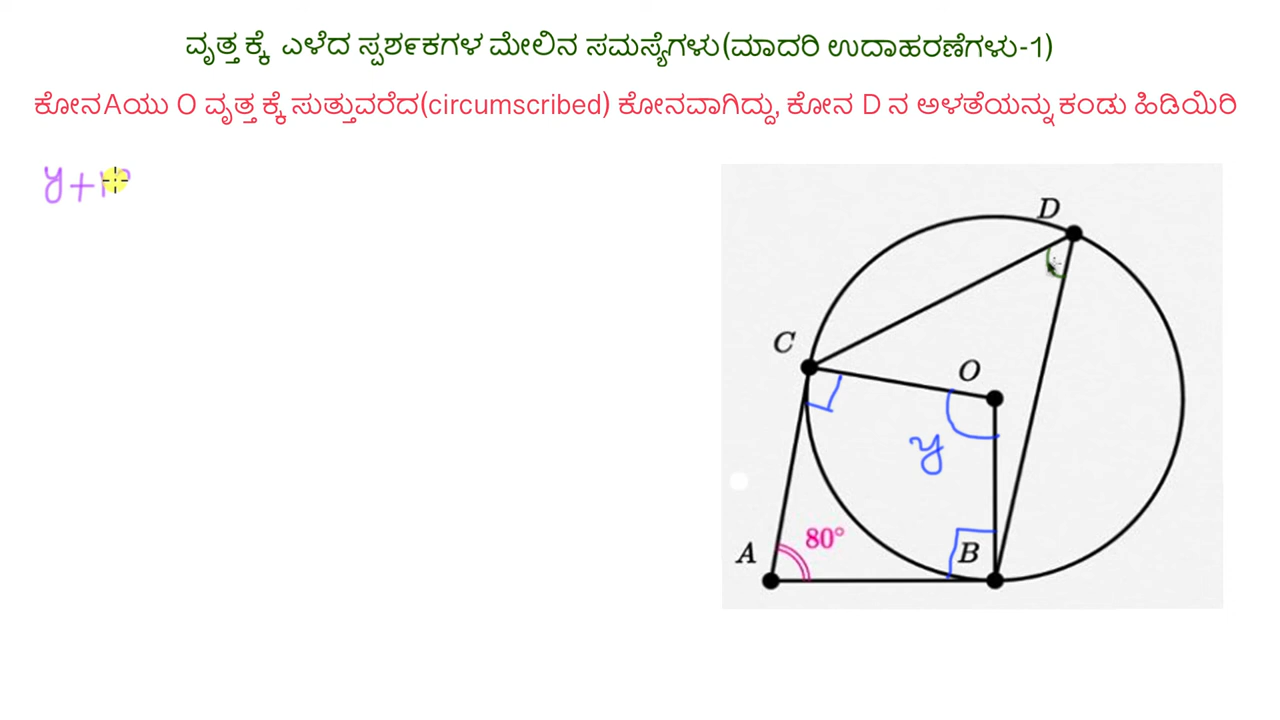 ವೃತ್ತಕ್ಕೆ ಎಳೆದ ಸ್ಪರ್ಶಕಗಳ ಮೇಲಿನ ಸಮಸ್ಯೆಗಳು(ಮಾದರಿ ಉದಾಹರಣೆಗಳು-1)
ಕೋನAಯು O ವೃತ್ತಕ್ಕೆ ಸುತ್ತುವರೆದ(circumscribed) ಕೋನವಾಗಿದ್ದು, ಕೋನ D ನ ಅಳತೆಯನ್ನು ಕಂಡು ಹಿಡಿಯಿರಿ
y+
D
C
O
y
80°
A
B